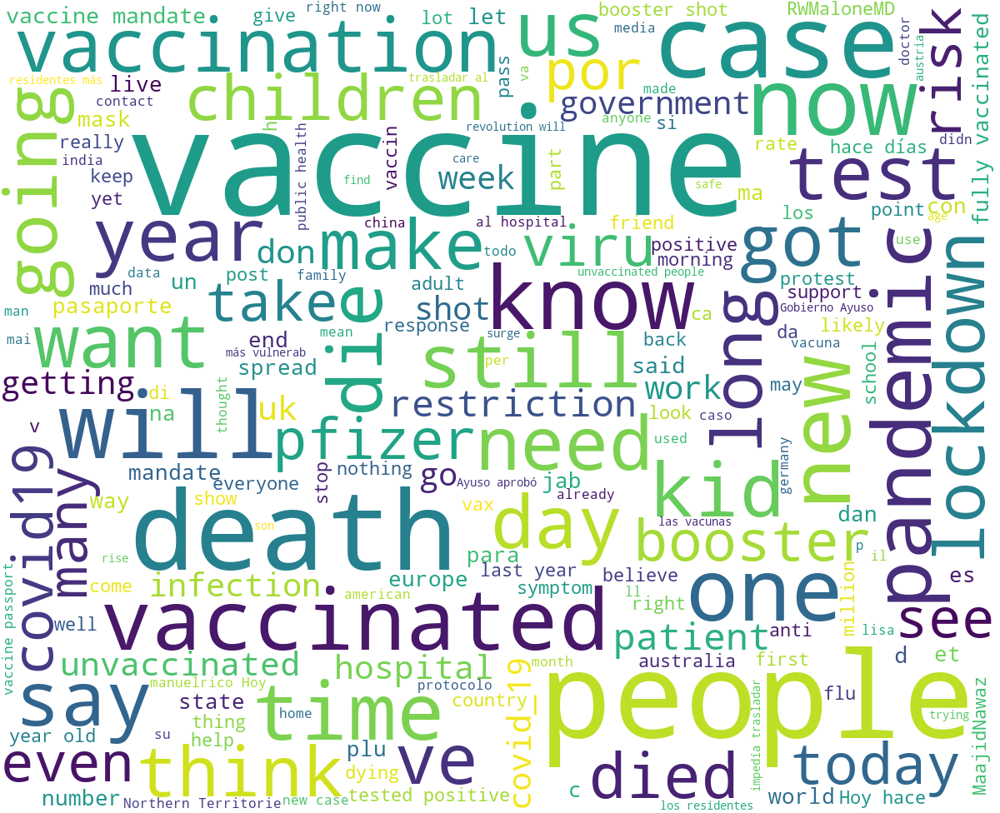 vaccine mandate
give
right now
lot
let
booster shot
RWMaloneMD
vaccination
us
media
case
doctor
austria
risk
fully vaccinated
residentes más
live
contact
trasladar al
pass
va
por
made
now
going
mask
children
h
government
anyone
si
really
india
vaccine
revolution will
rate
hace días
didn
keep
yet
public health
find
vaccin
care
week
part
safe
ma
test
los
point
con
age
year
don
make
china
al hospital
todo
friend
viru
positive
morning
got
use
data
much
un
post
family
adult
unvaccinated people
protest
support
Gobierno Ayuso
pandemic
lockdown
pasaporte
take
shot
response
know
ca
long
da
likely
man
mai
want
end
mean
die
surge
back
vacuna
más vulnerab
spread
still
per
said
new
school
getting
di
na
thought
uk
restriction
work
look
caso
may
v
will
pfizer
need
used
germany
covid19
many
mandate
everyone
stop
nothing
go
Ayuso aprobó
jab
already
kid
way
show
son
death
vax
day
las vacunas
booster
dan
p
il
rise
para
come
infection
europe
last year
believe
one
million
es
vaccine passport
well
american
symptom
ll
right
see
lisa
vaccinated
patient
anti
unvaccinated
hospital
month
australia
first
d
et
say
manuelrico Hoy
state
time
protocolo
country
covid_19
people
flu
trying
MaajidNawaz
thing
home
year old
su
help
plu
even
think
dying
ve
died
impedia trasladar
today
number
Northern Territorie
new case
tested positive
c
los residentes
world
Hoy hace